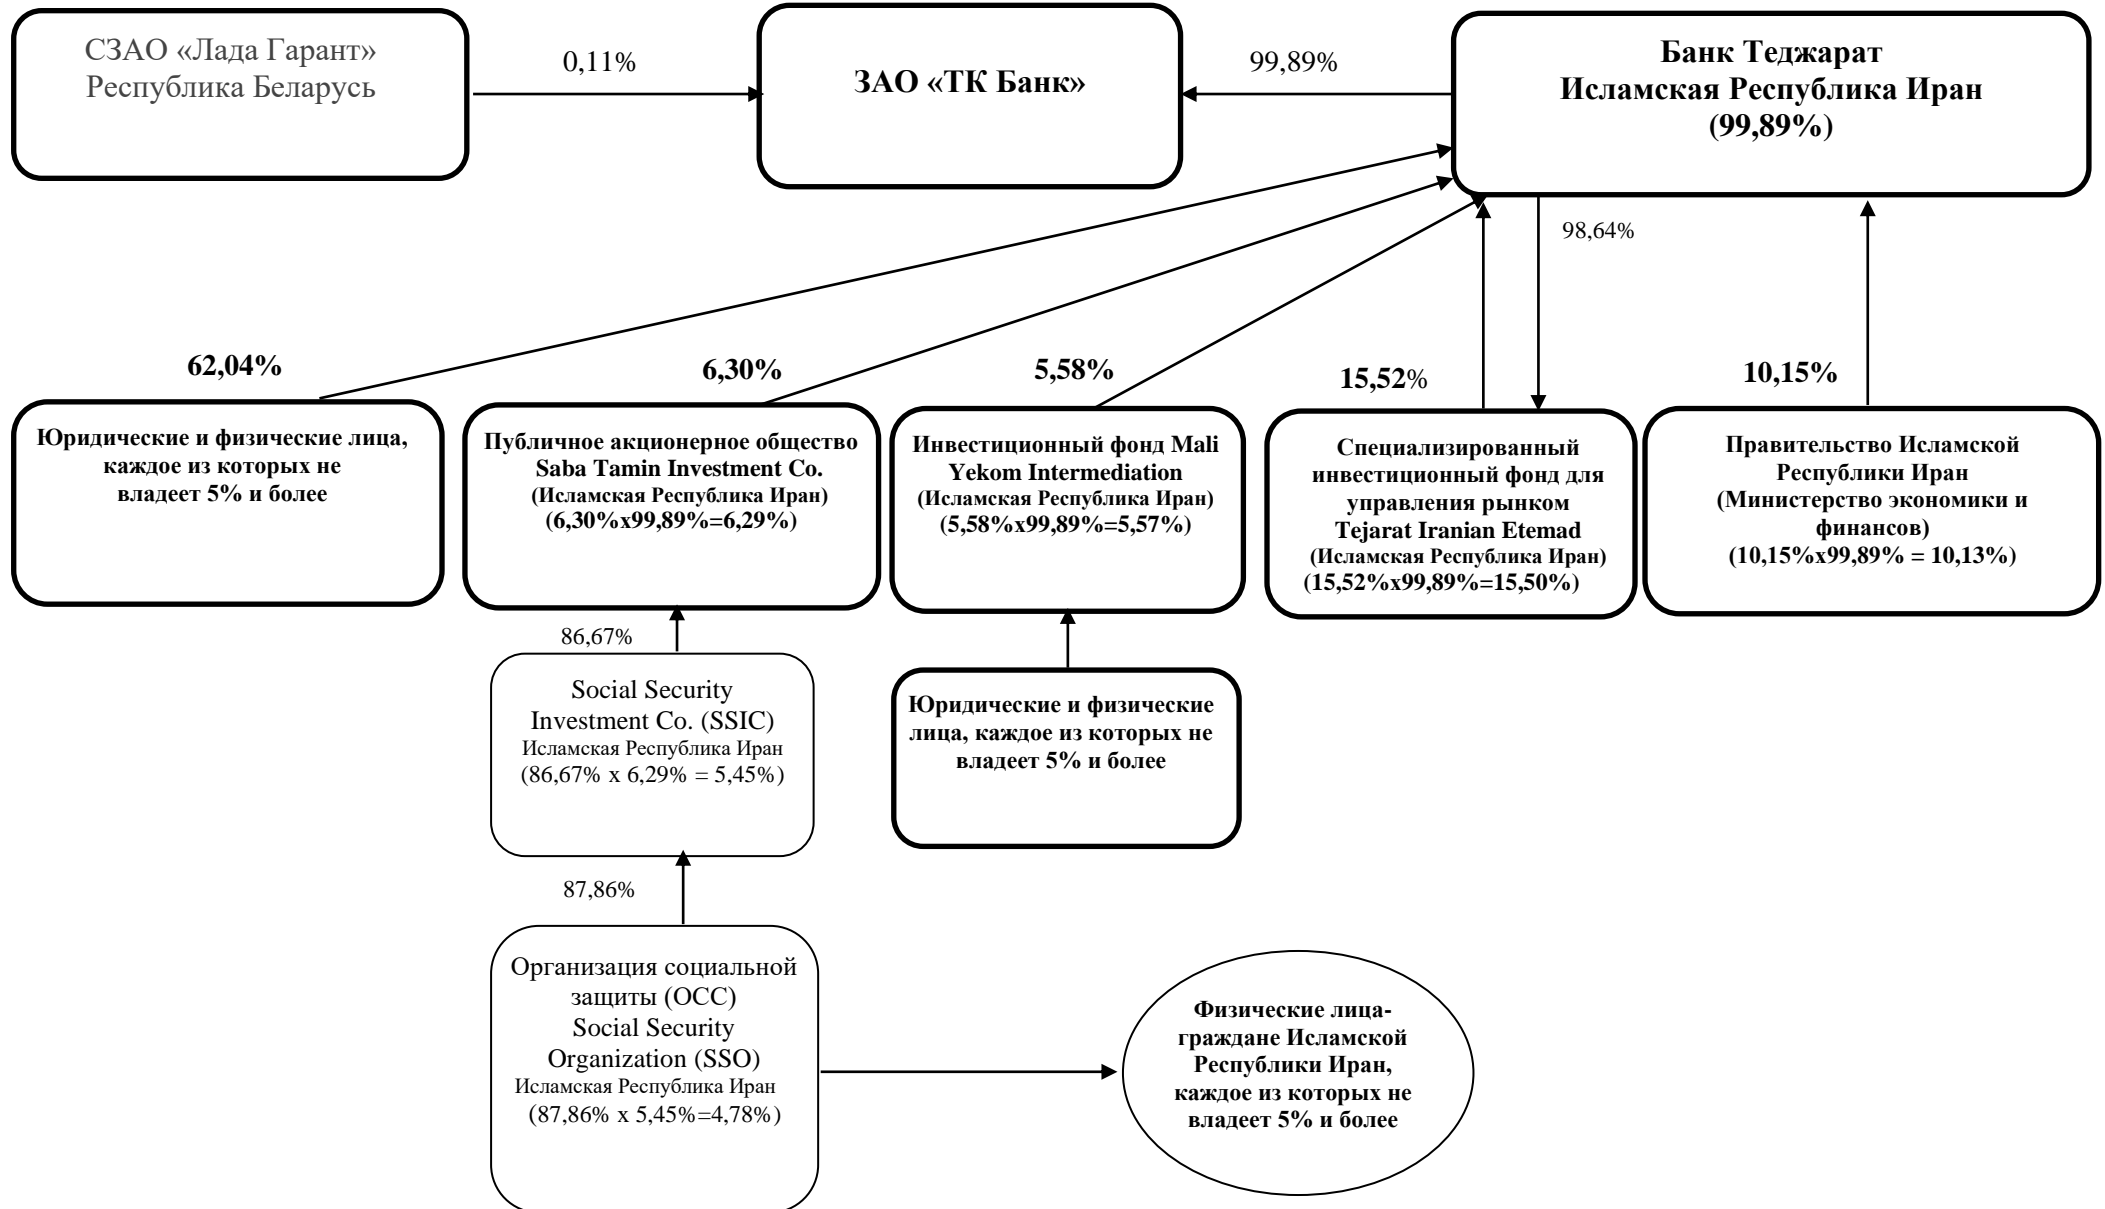 СЗАО «Лада Гарант»
Республика Беларусь
0,11%
ЗАО «ТК Банк»
99,89%
Банк Теджарат
Исламская Республика Иран
(99,89%)
98,64%
62,04%
6,30%
5,58%
15,52%
10,15%
Юридические и физические лица,
каждое из которых не
владеет 5% и более
Публичное акционерное общество
Saba Tamin Investment Co.
(Исламская Республика Иран)
(6,30%х99,89%=6,29%)
Инвестиционный фонд Mali
Yekom Intermediation
(Исламская Республика Иран)
(5,58%х99,89%=5,57%)
Специализированный
инвестиционный фонд для
управления рынком
Tejarat Iranian Etemad
(Исламская Республика Иран)
(15,52%х99,89%=15,50%)
Правительство Исламской
Республики Иран
(Министерство экономики и
финансов)
(10,15%х99,89% = 10,13%)
86,67%
Social Security
Investment Co. (SSIC)
Исламская Республика Иран
(86,67% х 6,29% = 5,45%)
Юридические и физические
лица, каждое из которых не
владеет 5% и более
87,86%
Организация социальной
защиты (ОСС)
Social Security
Organization (SSO)
Исламская Республика Иран
(87,86% х 5,45%=4,78%)
Физические лица-
граждане Исламской
Республики Иран,
каждое из которых не
владеет 5% и более